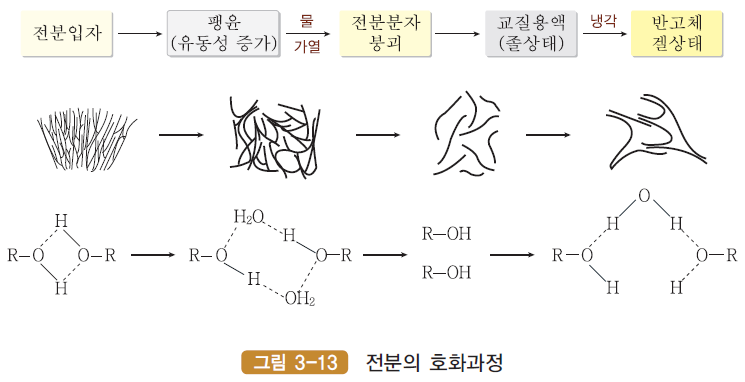 전분입자
팽윤
(유동성 증가)
물
가열
전분분자
붕괴
교질용액
(졸상태)
냉각
반고체
겔상태
H
R-O O-R
H
H₂O
H
R-O O-R
H
OH₂
R-OH
R-OH
O
H H
R-O O-R
H H
그림 3-13 전분의 호화과정